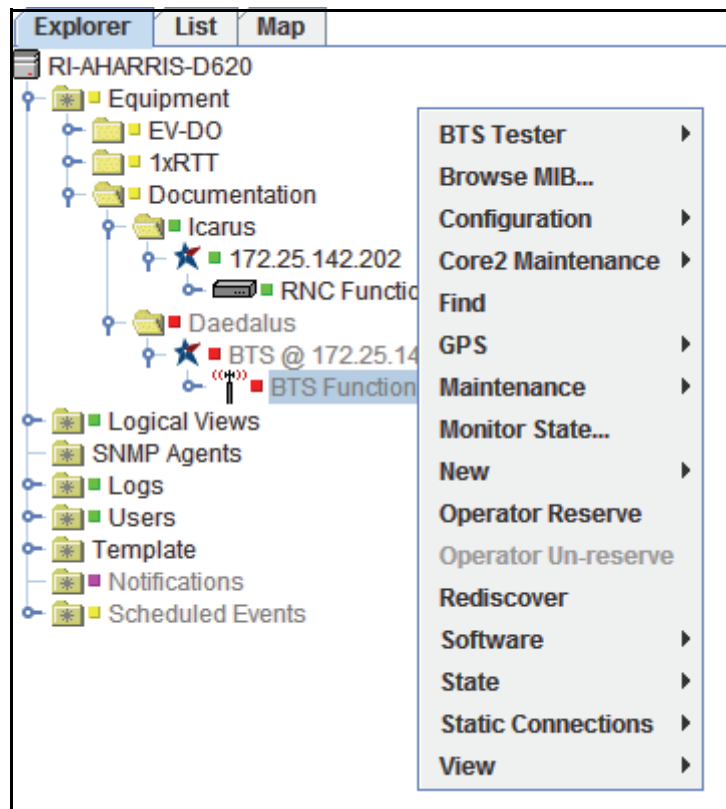 Explorer List Map
RI-AHARRIS-D620
Equipment
EV-DO
1xRTT
Documentation
Icarus
172.25.142.202
RNC Functio
Daedalus
BTS @ 172.25.14
BTS Function
Logical Views
SNMP Agents
Logs
Users
Template
Notifications
Scheduled Events
BTS Tester
Browse MIB...
Configuration
Core2 Maintenance
Find
GPS
Maintenance
Monitor State...
New
Operator Reserve
Operator Un-reserve
Rediscover
Software
State
Static Connections
View